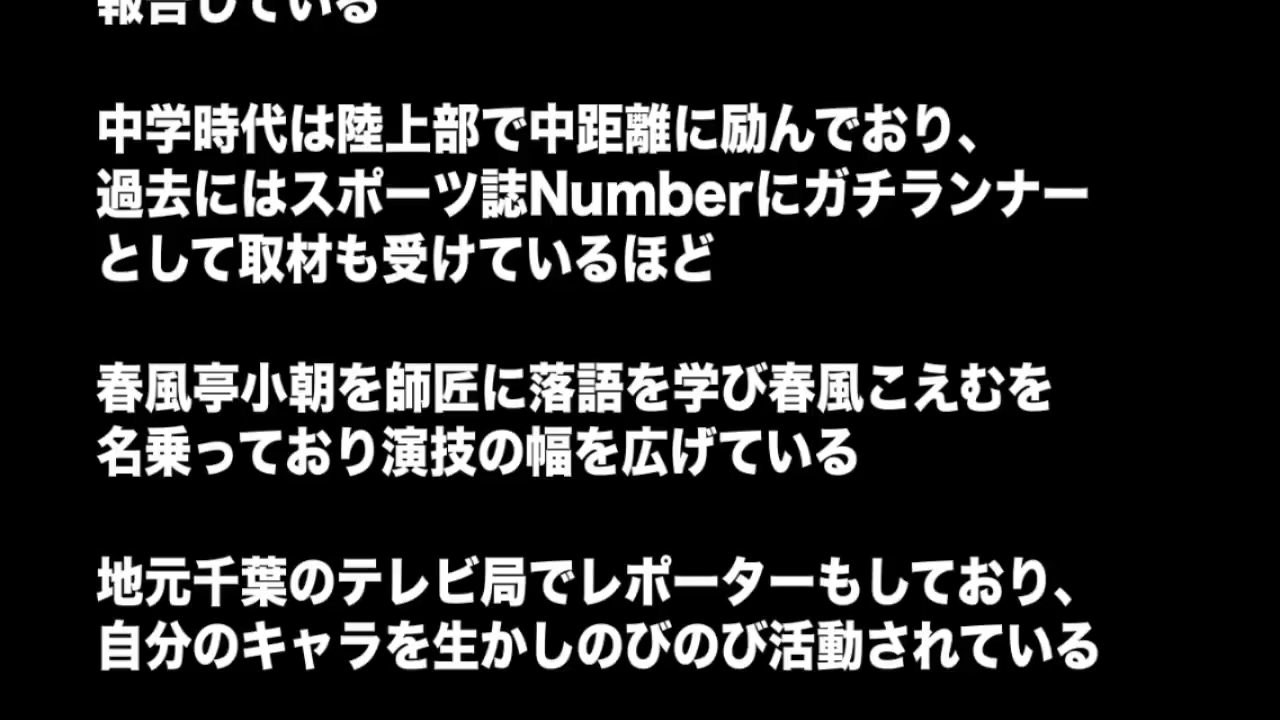 報告している
中学時代は陸上部で中距離に励んでおり、
過去にはスポーツ誌Numberにガチランナー
として取材も受けているほど
春風亭小朝を師匠に落語を学び春風こえむを
名乗っており演技の幅を広げている
地元千葉のテレビ局でレポーターもしており、
自分のキャラを生かしのびのび活動されている